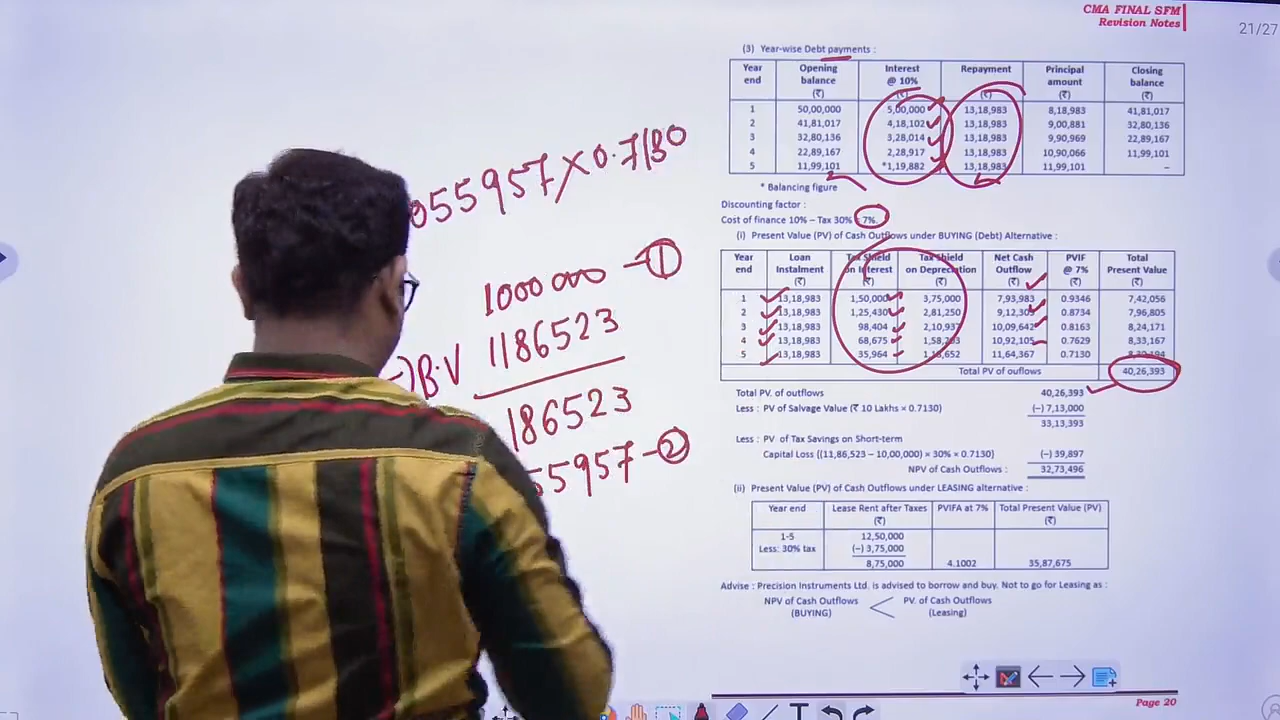 CMA FINAL SFM
Revision Notes
21/27
(3) Year-wise Debt payments :
Year end Opening balance (₹) Interest @ 10% (₹) Repayment (₹) Principal amount (₹) Closing balance (₹)
1 50,00,000 5,00,000 13,18,983 8,18,983 41,81,017
2 41,81,017 4,18,102 13,18,983 9,00,881 32,80,136
3 32,80,136 3,28,014 13,18,983 9,90,969 22,89,167
4 22,89,167 2,28,917 13,18,983 10,90,066 11,99,101
5 11,99,101 *1,19,882 13,18,983 11,99,101 –
* Balancing figure
Discounting factor :
Cost of finance 10% – Tax 30% = 7%.
(i) Present Value (PV) of Cash Outflows under BUYING (Debt) Alternative :
Year end Loan Instalment (₹) Tax Shield on Interest (₹) Tax Shield on Depreciation (₹) Net Cash Outflow (₹) PVIF @ 7% (₹) Total Present Value (₹)
1 13,18,983 1,50,000 3,75,000 7,93,983 0.9346 7,42,056
2 13,18,983 1,25,430 2,81,250 9,12,303 0.8734 7,96,805
3 13,18,983 98,404 2,10,937 10,09,642 0.8163 8,24,171
4 13,18,983 68,675 10,92,105 0.7629 8,33,167
5 13,18,983 35,964 11,64,367 0.7130
Total PV of ouflows 40,26,393
Total PV. of outflows 40,26,393
Less : PV of Salvage Value (₹ 10 Lakhs × 0.7130) (–) 7,13,000
33,13,393
Less : PV of Tax Savings on Short-term
Capital Loss ((11,86,523 – 10,00,000) × 30% × 0.7130) (–) 39,897
NPV of Cash Outflows : 32,73,496
(ii) Present Value (PV) of Cash Outflows under LEASING alternative :
Year end Lease Rent after Taxes (₹) PVIFA at 7% Total Present Value (PV) (₹)
1-5 12,50,000
Less: 30% tax (–) 3,75,000
8,75,000 4.1002 35,87,675
Advise : Precision Instruments Ltd. is advised to borrow and buy. Not to go for Leasing as :
NPV of Cash Outflows (BUYING) < PV. of Cash Outflows (Leasing)
Page 20
055957 × 0.7130
1000000 – 1
B.V 1186523
186523
55957 – 2